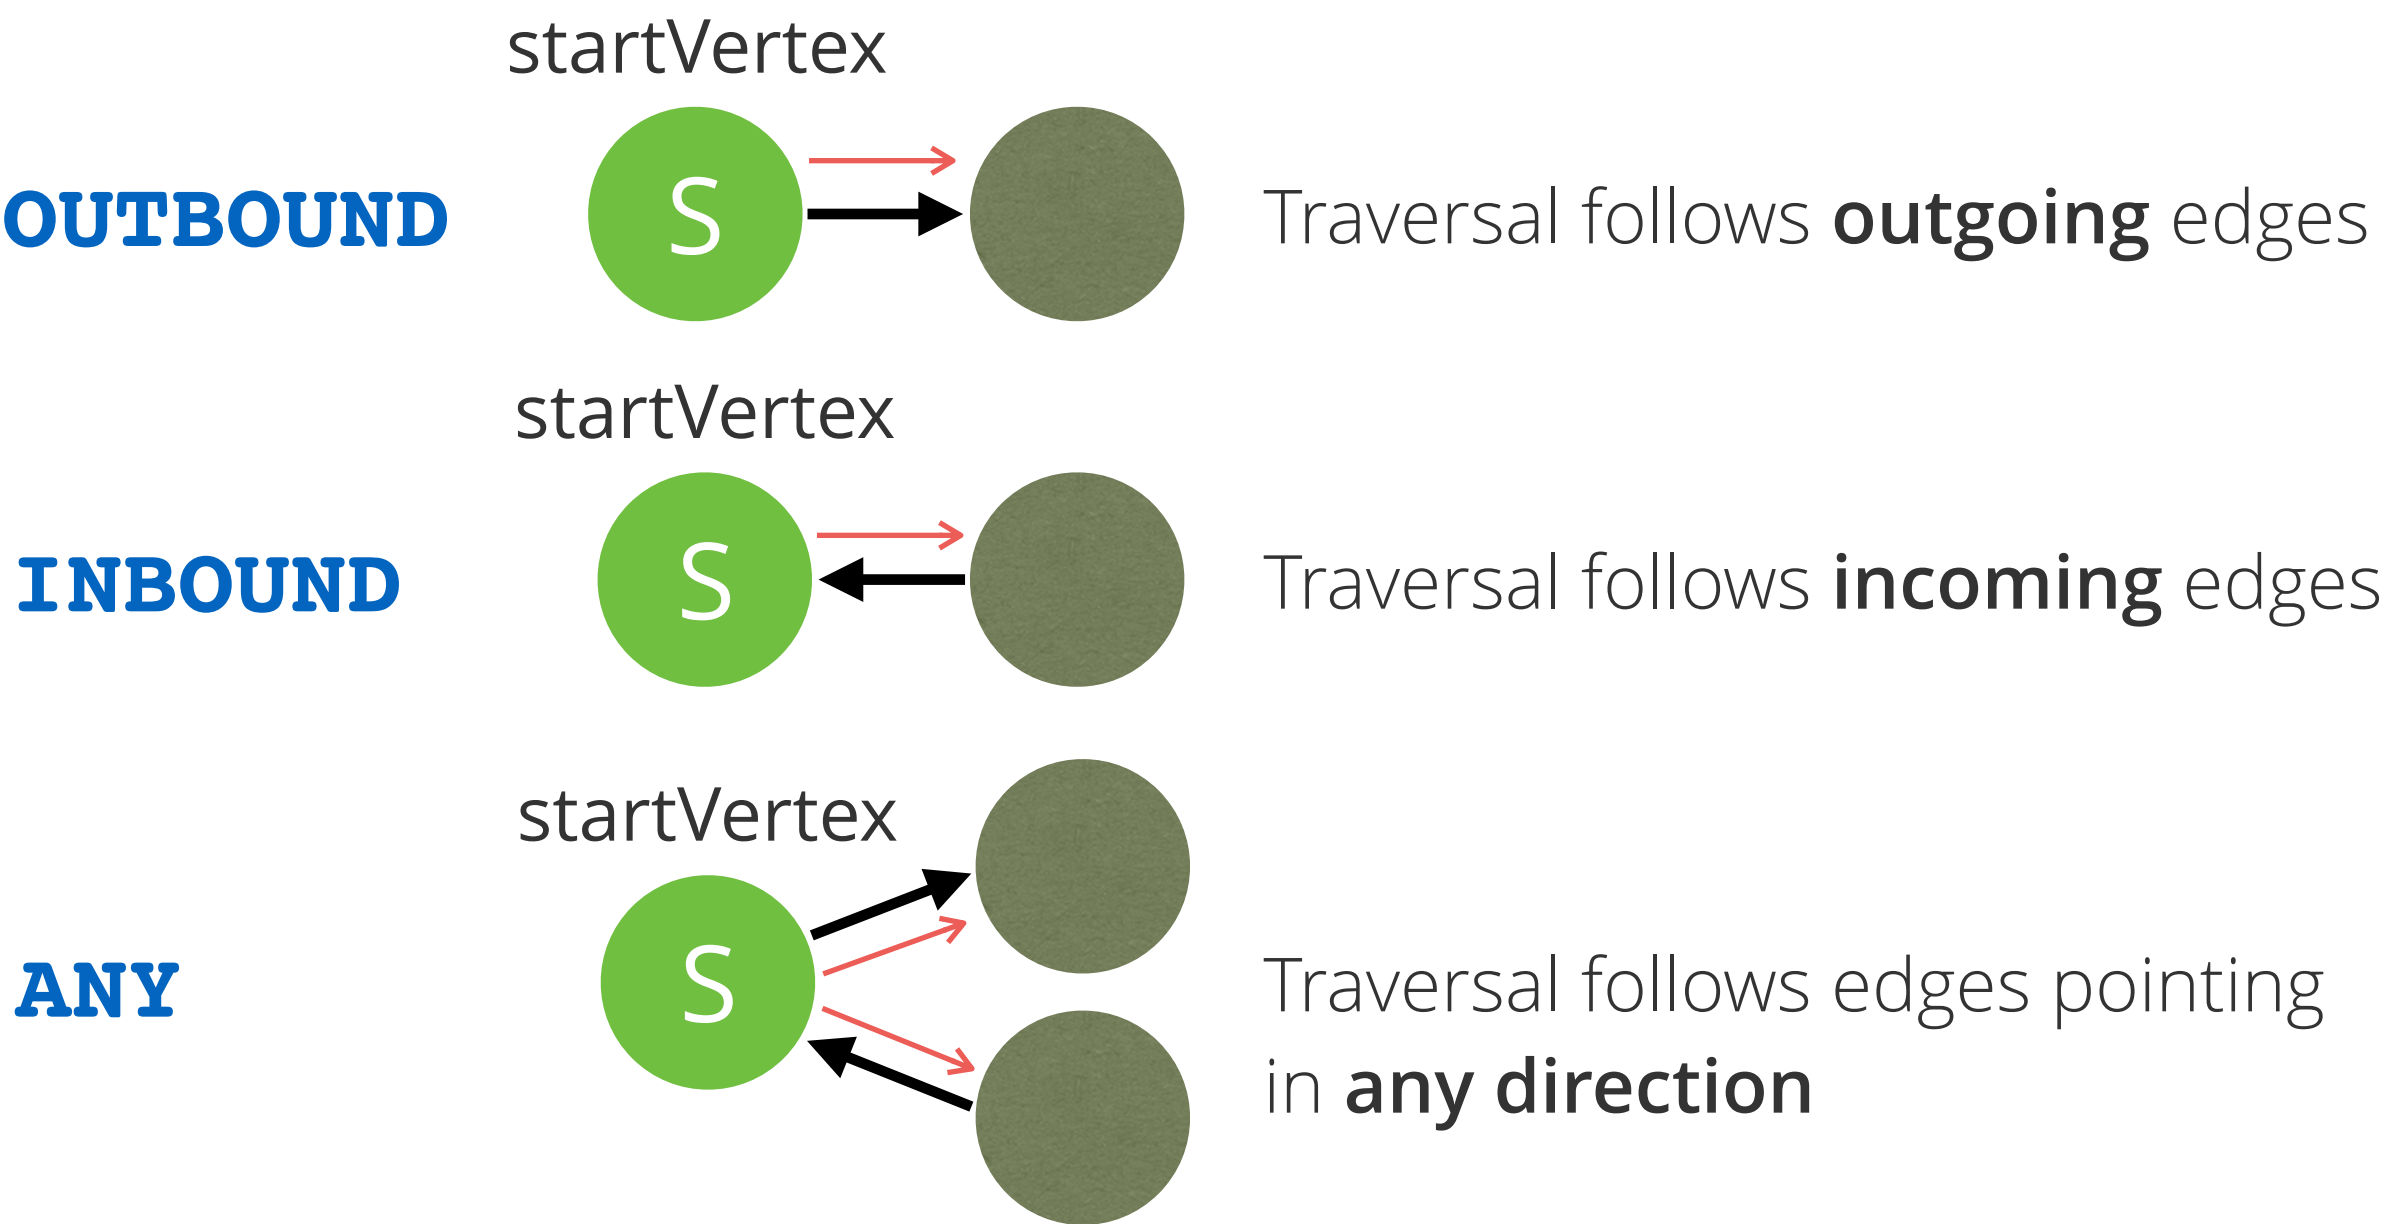 startVertex
OUTBOUND
S
Traversal follows outgoing edges
startVertex
INBOUND
S
Traversal follows incoming edges
startVertex
ANY
S
Traversal follows edges pointing
in any direction